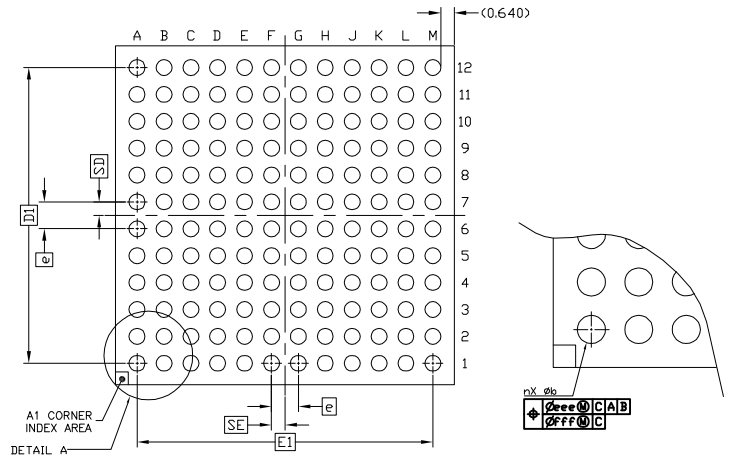 (0.640)
A B C D E F G H J K L M
12
11
10
9
8
7
6
5
4
3
2
1
SD
D1
e
e
SE
E1
A1 CORNER
INDEX AREA
DETAIL A
nX øb
⌖ Øeee Ⓜ C A B
Øfff Ⓜ C